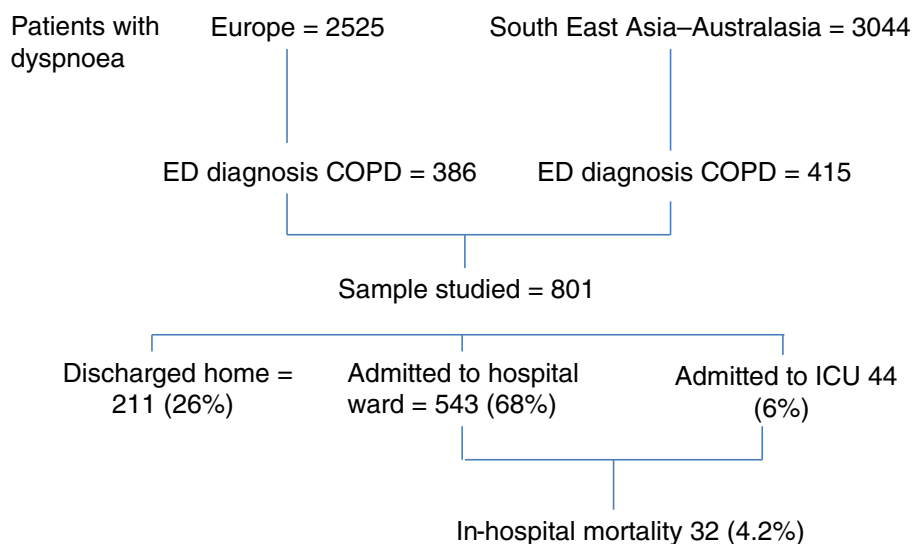 Patients with
dyspnoea
Europe = 2525
South East Asia–Australasia = 3044
ED diagnosis COPD = 386
ED diagnosis COPD = 415
Sample studied = 801
Discharged home =
211 (26%)
Admitted to hospital
ward = 543 (68%)
Admitted to ICU 44
(6%)
In-hospital mortality 32 (4.2%)